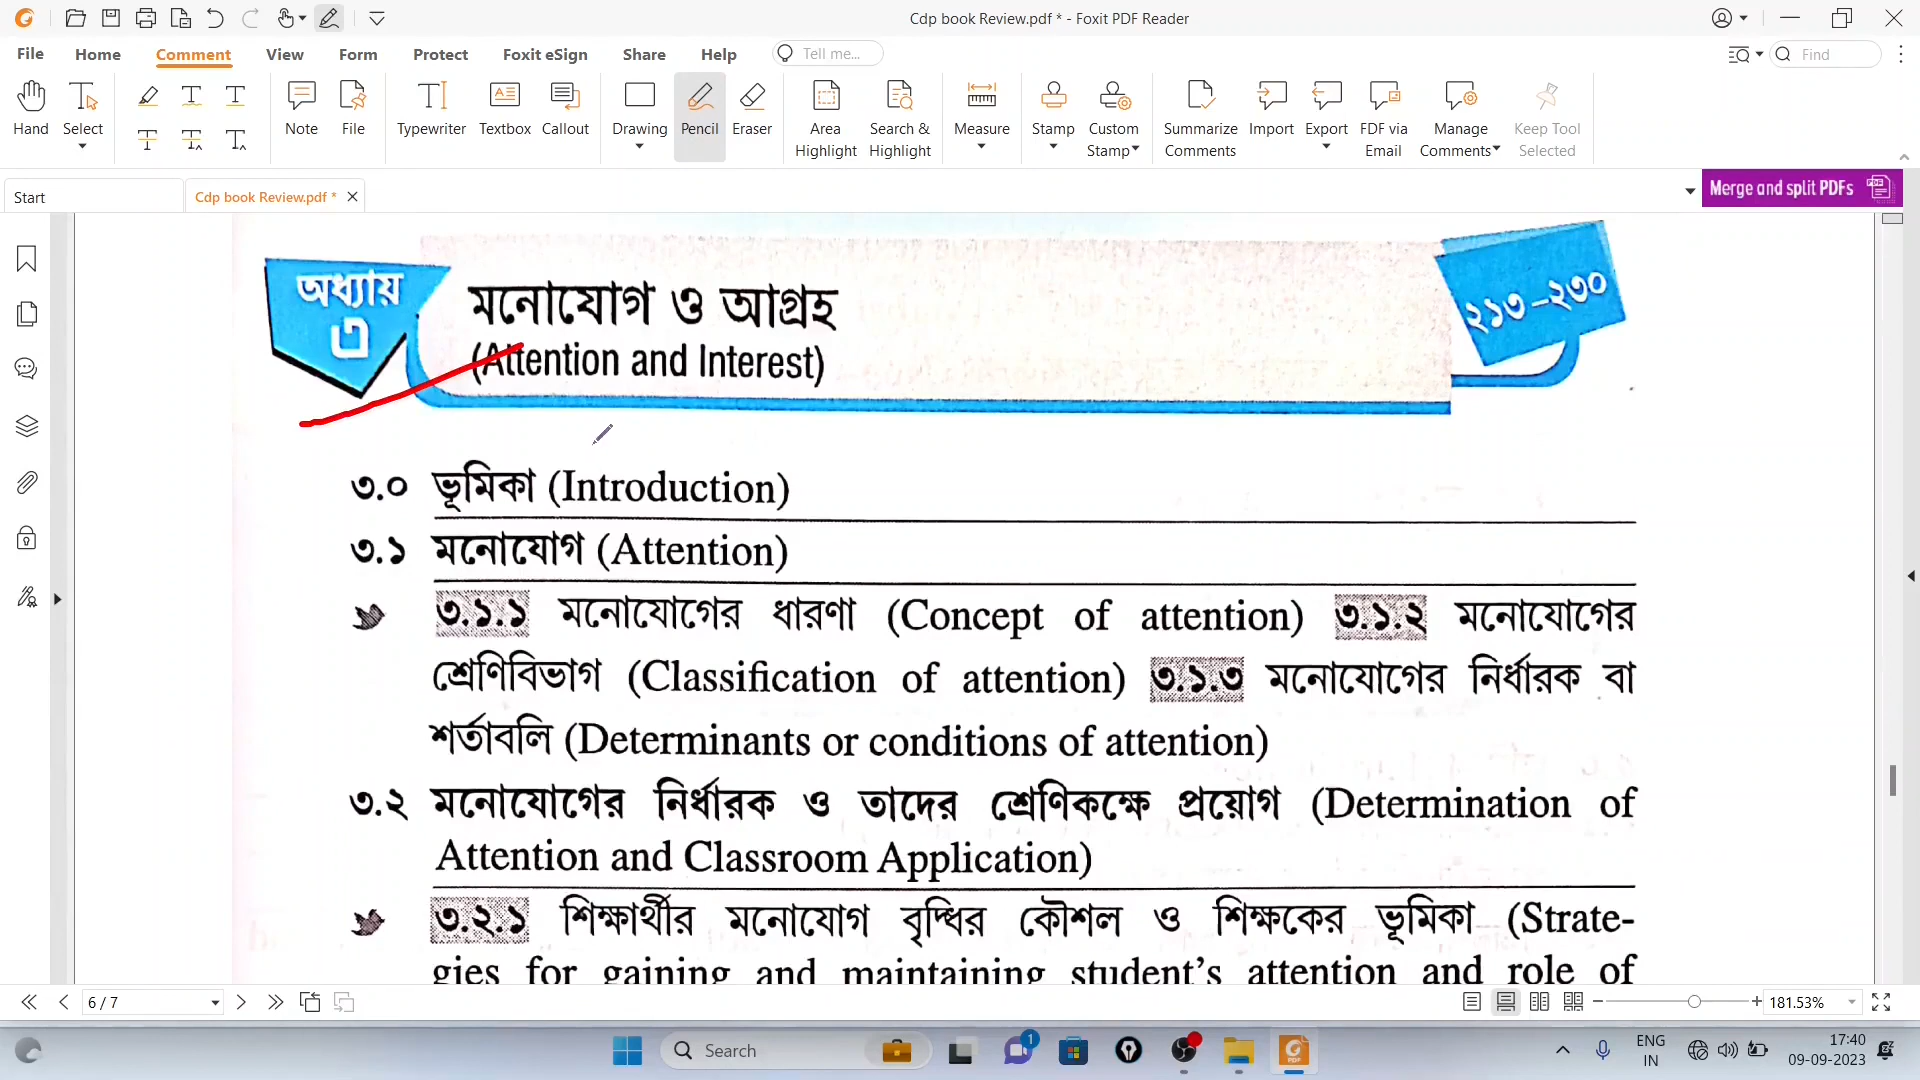 Cdp book Review.pdf * - Foxit PDF Reader
File Home Comment View Form Protect Foxit eSign Share Help Tell me... Find
Hand Select Note File Typewriter Textbox Callout Drawing Pencil Eraser Area Highlight Search & Highlight Measure Stamp Custom Stamp Summarize Comments Import Export FDF via Email Manage Comments Keep Tool Selected
Start Cdp book Review.pdf * Merge and split PDFs
অধ্যায়
৩
মনোযোগ ও আগ্রহ
(Attention and Interest)
২১৩–২৩০
৩.০ ভূমিকা (Introduction)
৩.১ মনোযোগ (Attention)
৩.১.১ মনোযোগের ধারণা (Concept of attention) ৩.১.২ মনোযোগের
শ্রেণিবিভাগ (Classification of attention) ৩.১.৩ মনোযোগের নির্ধারক বা
শর্তাবলি (Determinants or conditions of attention)
৩.২ মনোযোগের নির্ধারক ও তাদের শ্রেণিকক্ষে প্রয়োগ (Determination of
Attention and Classroom Application)
৩.২.১ শিক্ষার্থীর মনোযোগ বৃদ্ধির কৌশল ও শিক্ষকের ভূমিকা (Strate-
gies for gaining and maintaining student's attention and role of
6 / 7 181.53%
Search 1 ENG 17:40
IN 09-09-2023